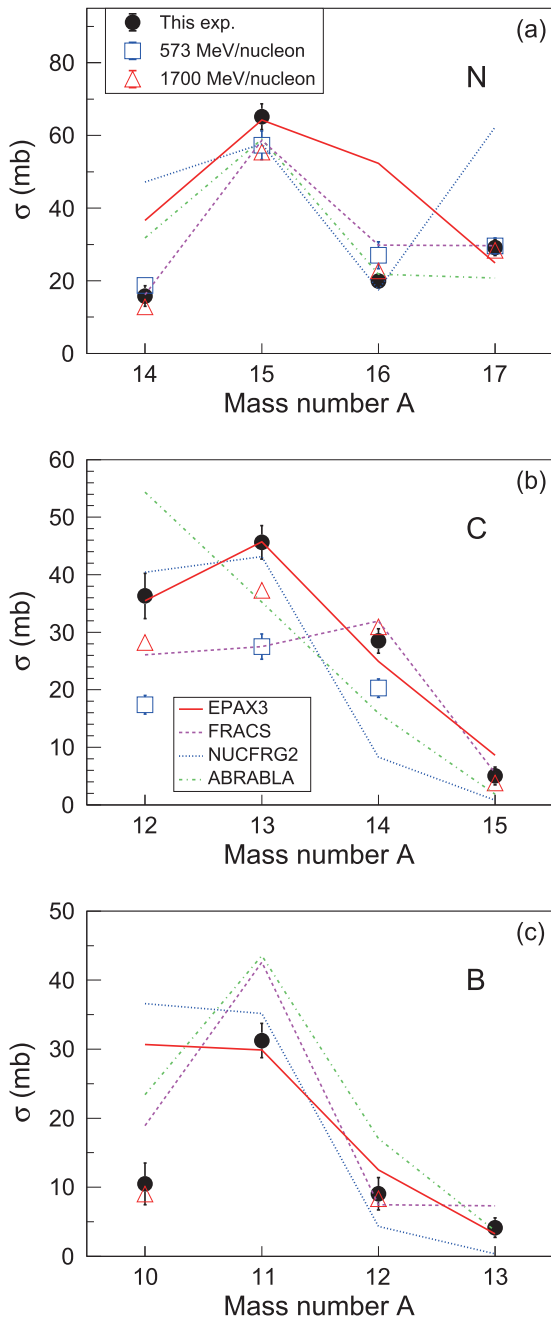 (a)
This exp.
573 MeV/nucleon
1700 MeV/nucleon
N
σ (mb)
80
60
40
20
0
14 15 16 17
Mass number A
(b)
C
σ (mb)
60
50
40
30
20
10
0
EPAX3
FRACS
NUCFRG2
ABRABLA
12 13 14 15
Mass number A
(c)
B
σ (mb)
50
40
30
20
10
0
10 11 12 13
Mass number A